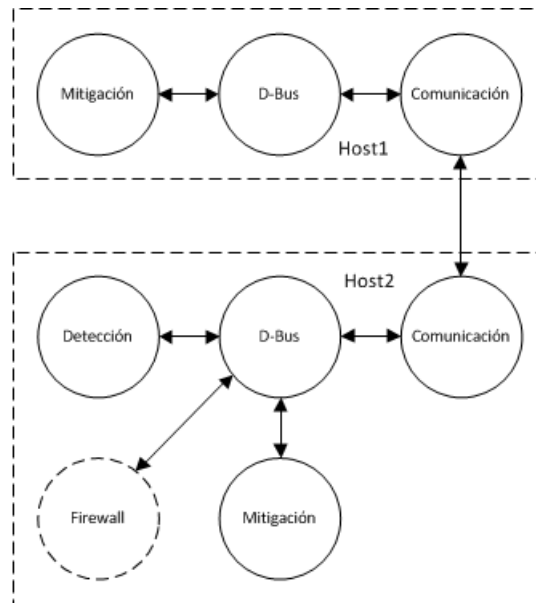 Mitigación
D-Bus
Comunicación
Host1
Host2
Detección
D-Bus
Comunicación
Firewall
Mitigación